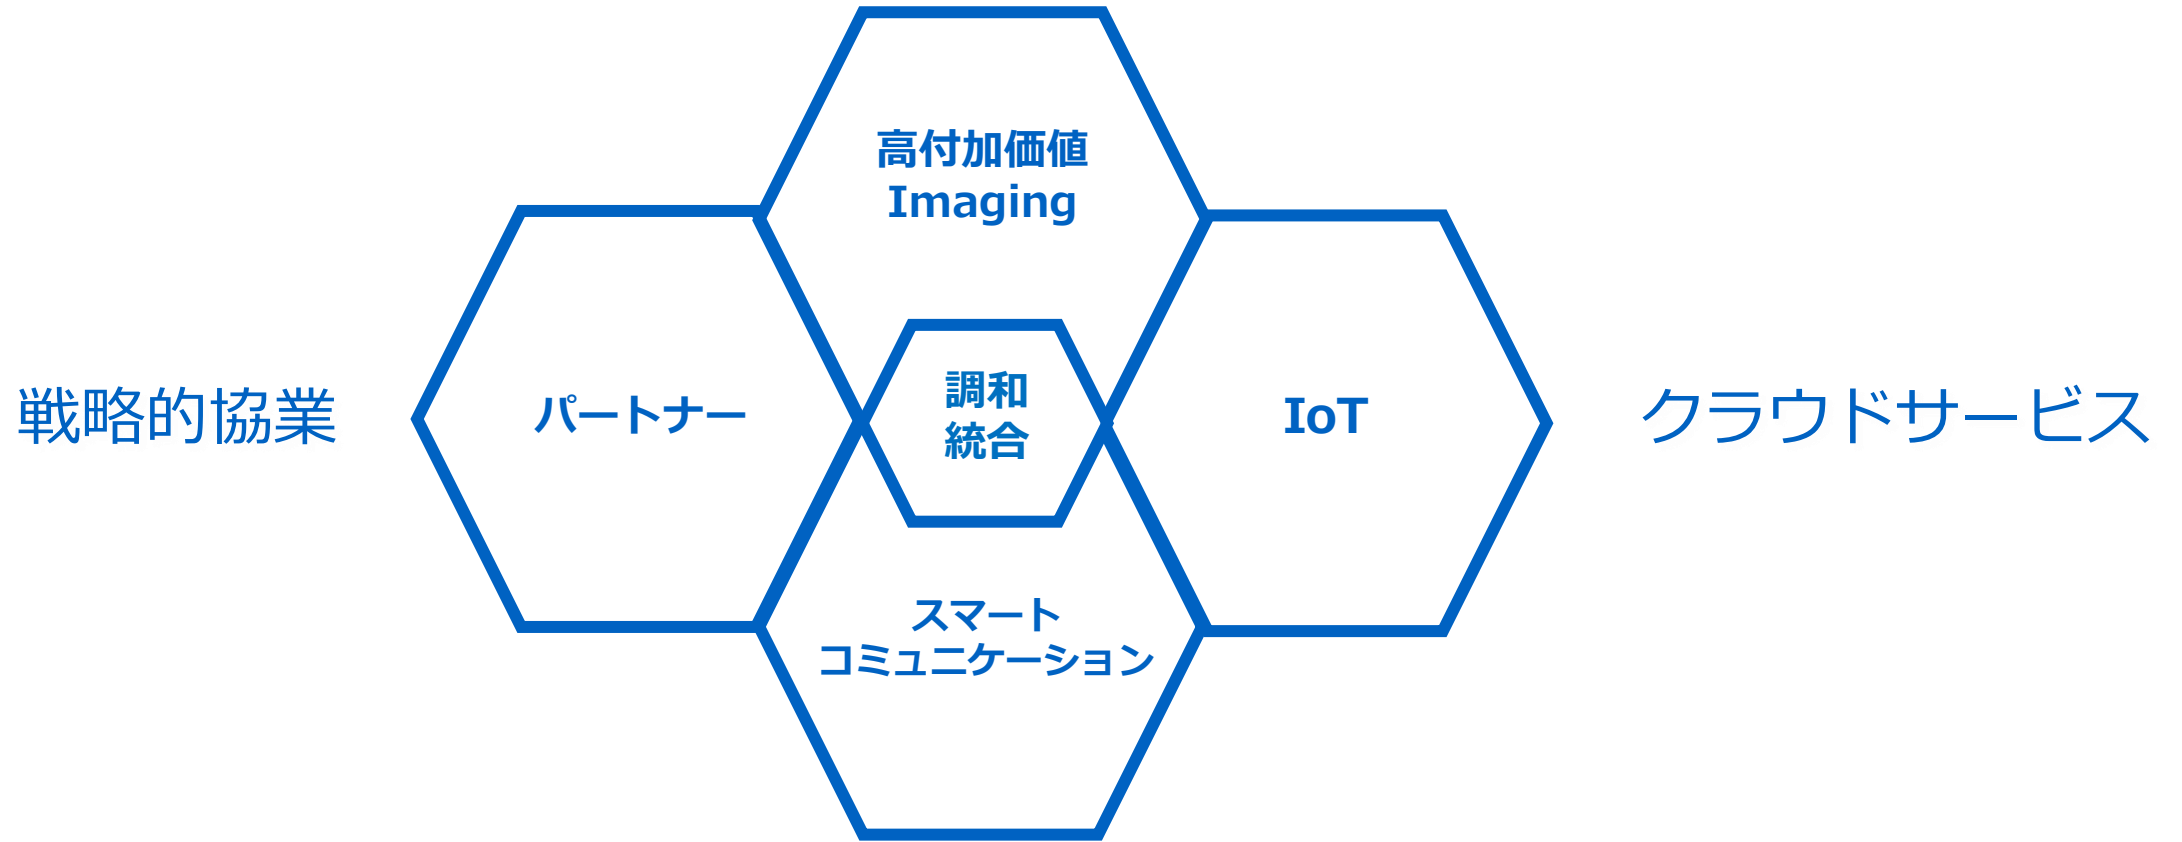 高付加価値
Imaging
戦略的協業
パートナー
調和
統合
IoT
クラウドサービス
スマート
コミュニケーション